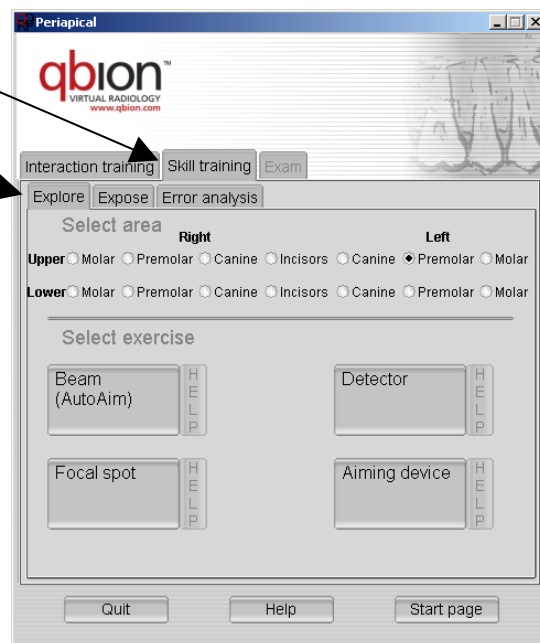 Periapical
qbion™
VIRTUAL RADIOLOGY
www.qbion.com
Interaction training Skill training Exam
Explore Expose Error analysis
Select area
Right Left
Upper Molar Premolar Canine Incisors Canine Premolar Molar
Lower Molar Premolar Canine Incisors Canine Premolar Molar
Select exercise
Beam
(AutoAim)
HELP
Detector
HELP
Focal spot
HELP
Aiming device
HELP
Quit Help Start page